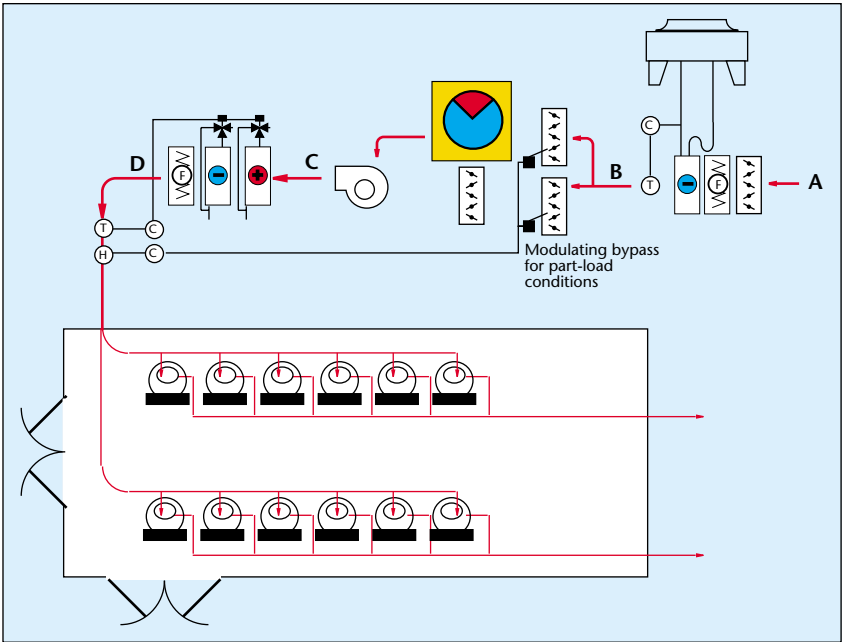 A
B
C
D
C
T
F
F
T
C
H
C
Modulating bypass
for part-load
conditions